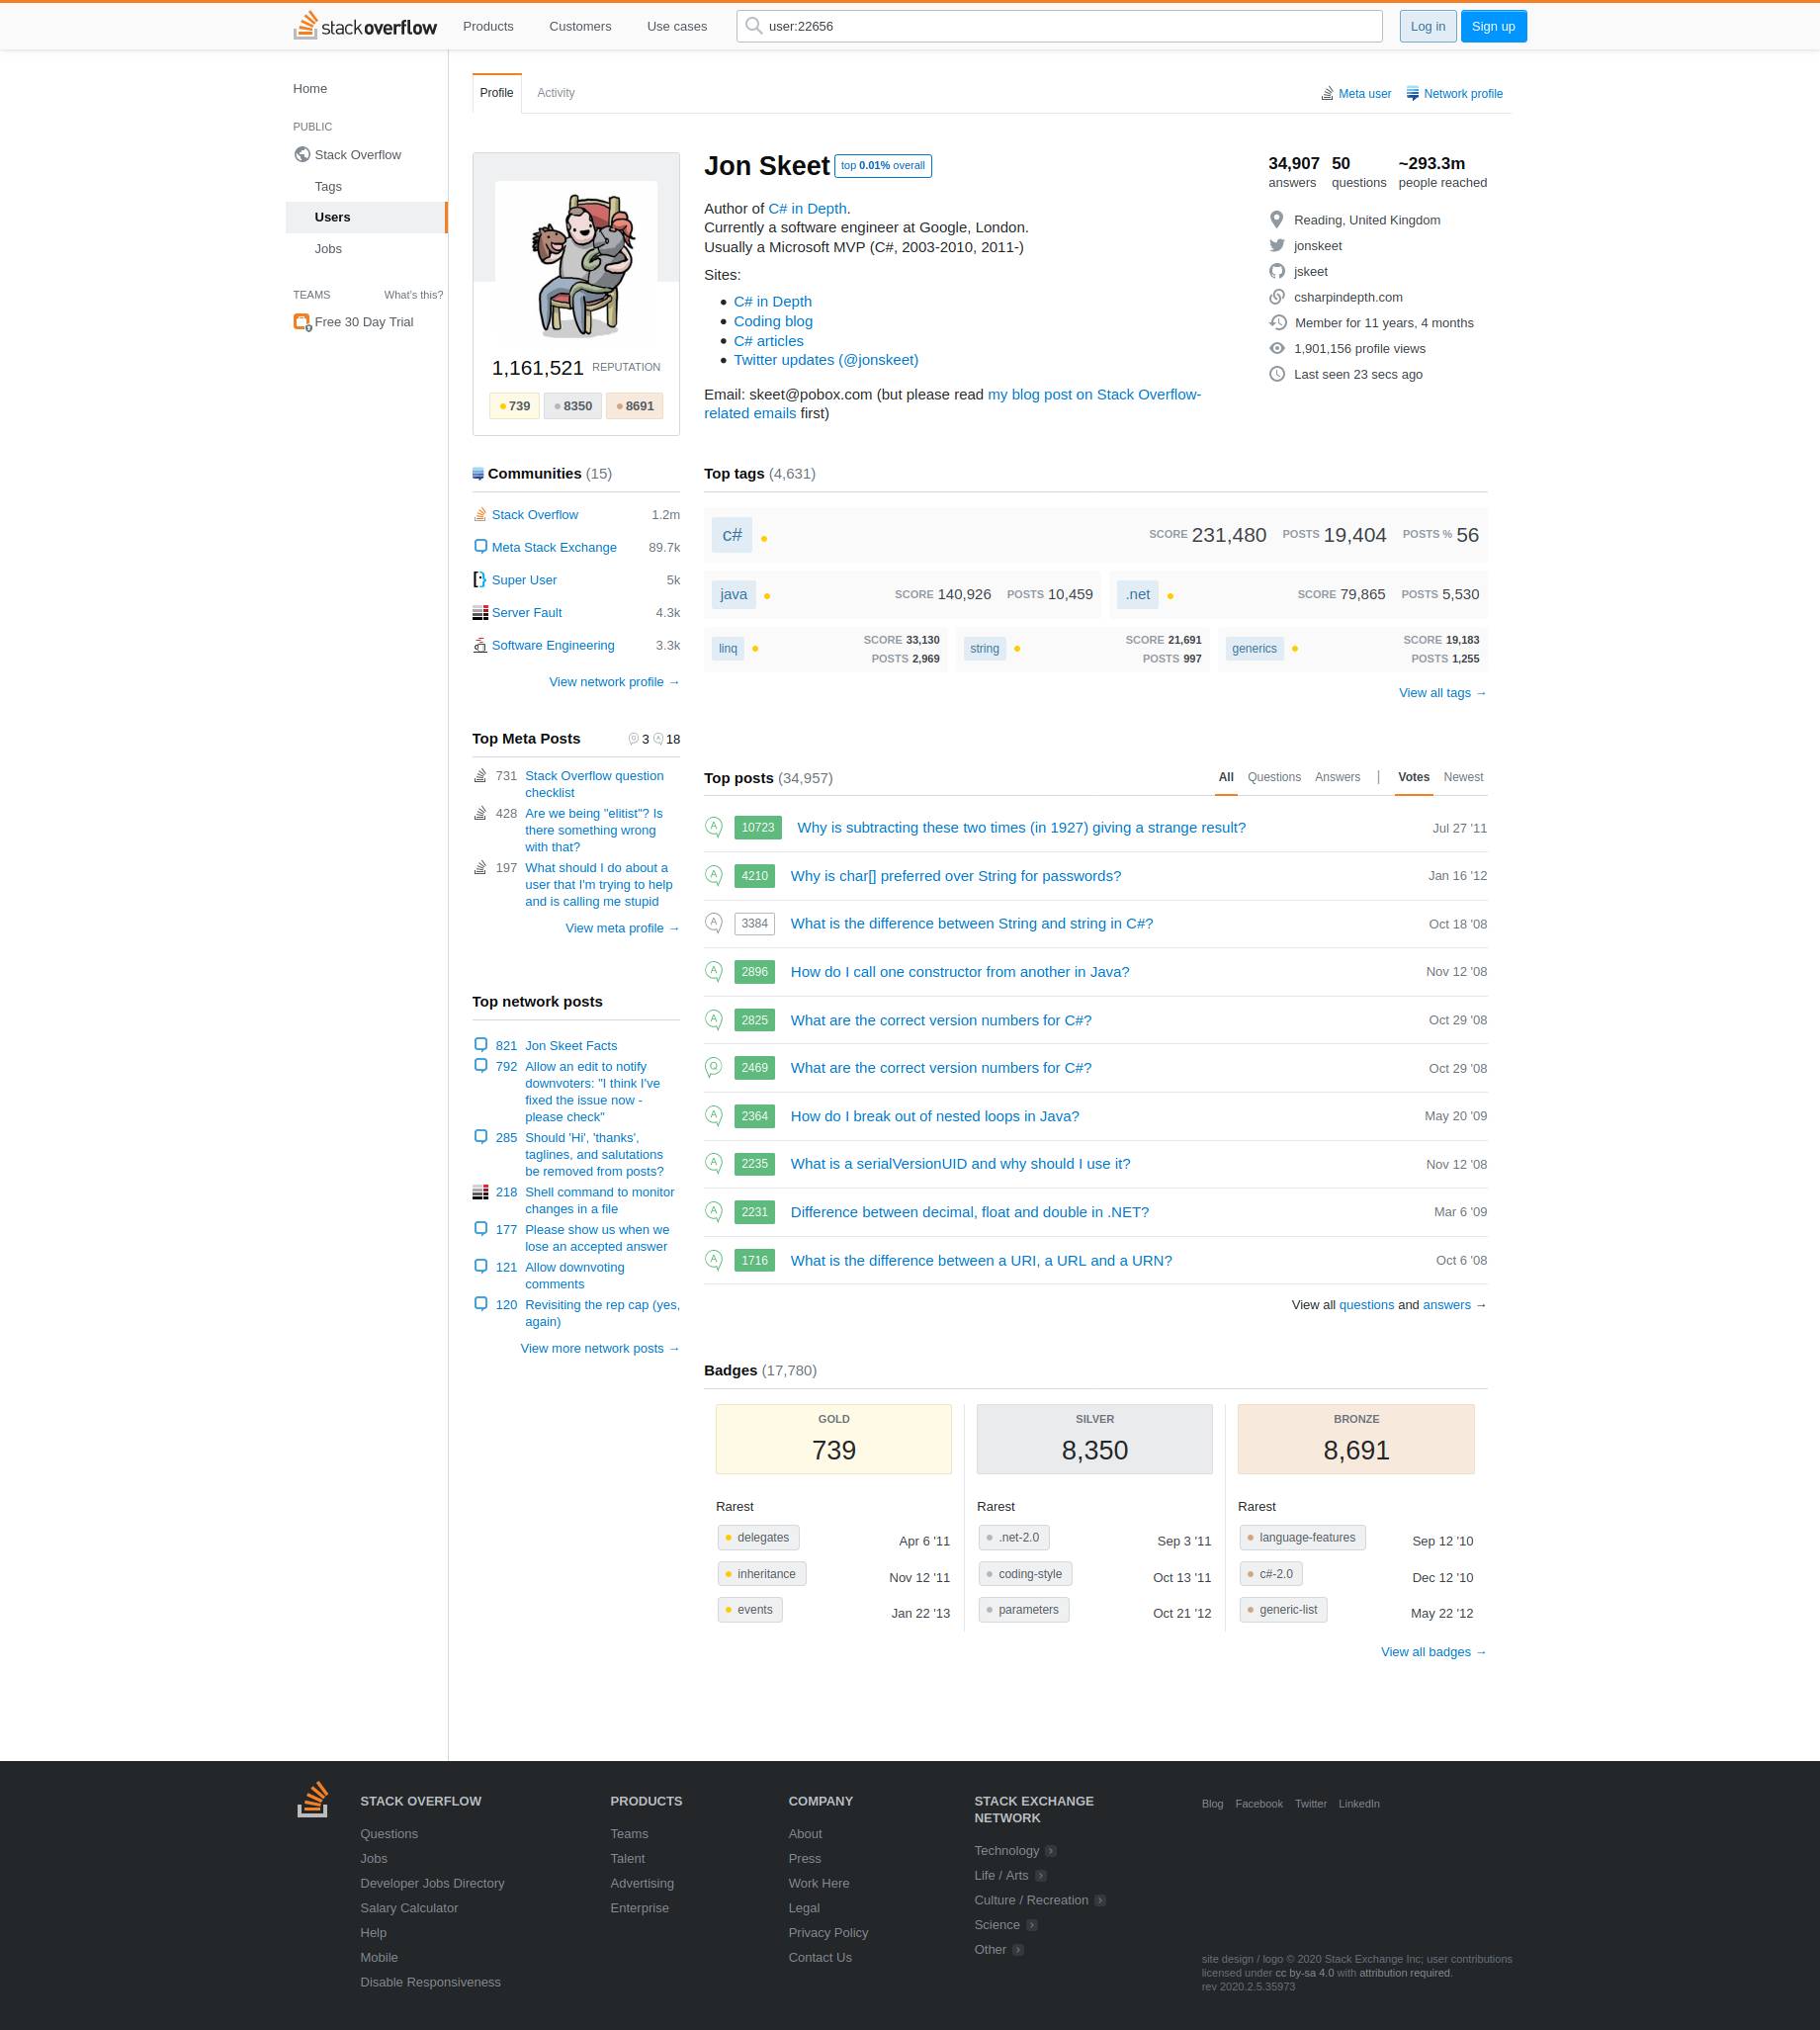 stackoverflow Products Customers Use cases user:22656 Log in Sign up
Home
PUBLIC
Stack Overflow
Tags
Users
Jobs
TEAMS What's this?
Free 30 Day Trial
Profile Activity Meta user Network profile
1,161,521 REPUTATION
739 8350 8691
Jon Skeet top 0.01% overall
Author of C# in Depth.
Currently a software engineer at Google, London.
Usually a Microsoft MVP (C#, 2003-2010, 2011-)
Sites:
C# in Depth
Coding blog
C# articles
Twitter updates (@jonskeet)
Email: skeet@pobox.com (but please read my blog post on Stack Overflow-
related emails first)
34,907 50 ~293.3m
answers questions people reached
Reading, United Kingdom
jonskeet
jskeet
csharpindepth.com
Member for 11 years, 4 months
1,901,156 profile views
Last seen 23 secs ago
Communities (15)
Stack Overflow 1.2m
Meta Stack Exchange 89.7k
Super User 5k
Server Fault 4.3k
Software Engineering 3.3k
View network profile →
Top Meta Posts Q 3 A 18
731 Stack Overflow question
checklist
428 Are we being "elitist"? Is
there something wrong
with that?
197 What should I do about a
user that I'm trying to help
and is calling me stupid
View meta profile →
Top network posts
821 Jon Skeet Facts
792 Allow an edit to notify
downvoters: "I think I've
fixed the issue now -
please check"
285 Should 'Hi', 'thanks',
taglines, and salutations
be removed from posts?
218 Shell command to monitor
changes in a file
177 Please show us when we
lose an accepted answer
121 Allow downvoting
comments
120 Revisiting the rep cap (yes,
again)
View more network posts →
Top tags (4,631)
c# SCORE 231,480 POSTS 19,404 POSTS % 56
java SCORE 140,926 POSTS 10,459 .net SCORE 79,865 POSTS 5,530
linq SCORE 33,130
POSTS 2,969
string SCORE 21,691
POSTS 997
generics SCORE 19,183
POSTS 1,255
View all tags →
Top posts (34,957) All Questions Answers | Votes Newest
A 10723 Why is subtracting these two times (in 1927) giving a strange result? Jul 27 '11
A 4210 Why is char[] preferred over String for passwords? Jan 16 '12
A 3384 What is the difference between String and string in C#? Oct 18 '08
A 2896 How do I call one constructor from another in Java? Nov 12 '08
A 2825 What are the correct version numbers for C#? Oct 29 '08
Q 2469 What are the correct version numbers for C#? Oct 29 '08
A 2364 How do I break out of nested loops in Java? May 20 '09
A 2235 What is a serialVersionUID and why should I use it? Nov 12 '08
A 2231 Difference between decimal, float and double in .NET? Mar 6 '09
A 1716 What is the difference between a URI, a URL and a URN? Oct 6 '08
View all questions and answers →
Badges (17,780)
GOLD
739
Rarest
delegates Apr 6 '11
inheritance Nov 12 '11
events Jan 22 '13
SILVER
8,350
Rarest
.net-2.0 Sep 3 '11
coding-style Oct 13 '11
parameters Oct 21 '12
BRONZE
8,691
Rarest
language-features Sep 12 '10
c#-2.0 Dec 12 '10
generic-list May 22 '12
View all badges →
STACK OVERFLOW
Questions
Jobs
Developer Jobs Directory
Salary Calculator
Help
Mobile
Disable Responsiveness
PRODUCTS
Teams
Talent
Advertising
Enterprise
COMPANY
About
Press
Work Here
Legal
Privacy Policy
Contact Us
STACK EXCHANGE
NETWORK
Technology
Life / Arts
Culture / Recreation
Science
Other
Blog Facebook Twitter LinkedIn
site design / logo © 2020 Stack Exchange Inc; user contributions
licensed under cc by-sa 4.0 with attribution required.
rev 2020.2.5.35973